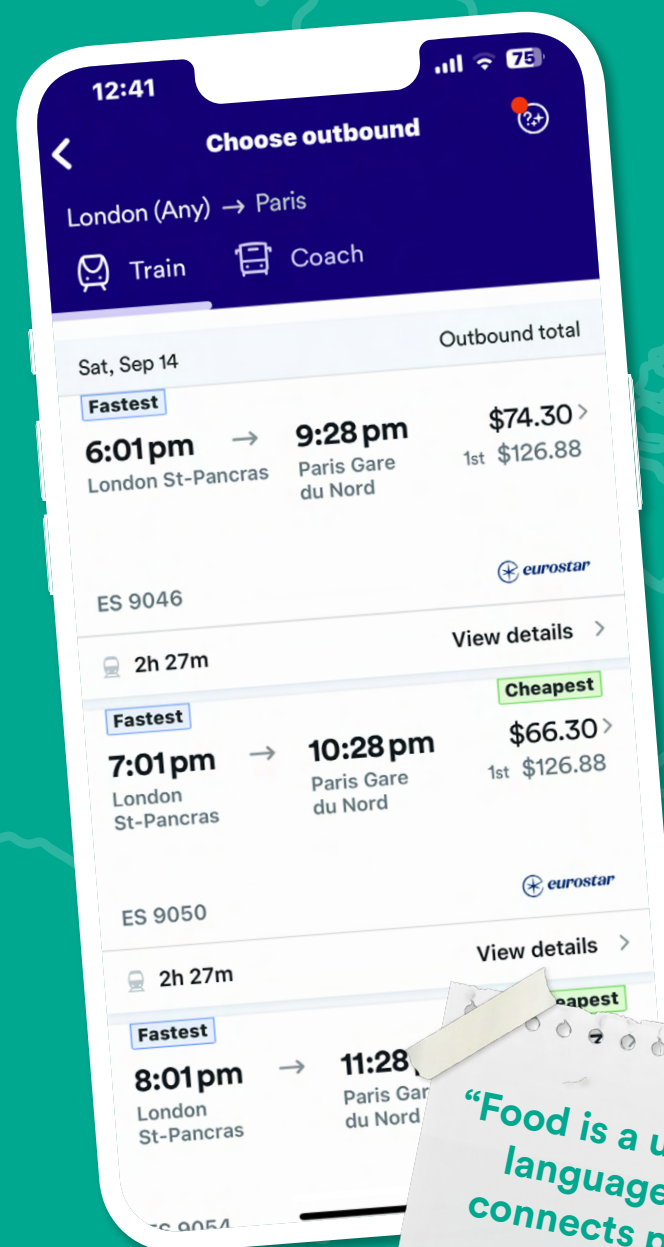 12:41
75
Choose outbound
London (Any) → Paris
Train
Coach
Sat, Sep 14
Outbound total
Fastest
6:01pm → 9:28pm $74.30
London St-Pancras
Paris Gare
du Nord
1st $126.88
eurostar
ES 9046
2h 27m
View details
Fastest
Cheapest
7:01pm → 10:28pm $66.30
London
St-Pancras
Paris Gare
du Nord
1st $126.88
eurostar
ES 9050
2h 27m
View details
Fastest
8:01pm → 11:28
London
St-Pancras
Paris
du Nord
9054
“Food is a
language
connects